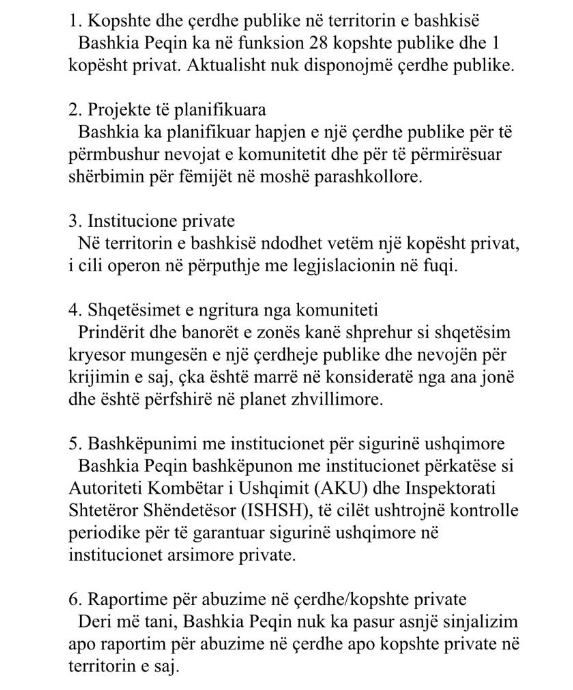 1. Kopshte dhe çerdhe publike në territorin e bashkisë
Bashkia Peqin ka në funksion 28 kopshte publike dhe 1
kopësht privat. Aktualisht nuk disponojmë çerdhe publike.
2. Projekte të planifikuara
Bashkia ka planifikuar hapjen e një çerdhe publike për të
përmbushur nevojat e komunitetit dhe për të përmirësuar
shërbimin për fëmijët në moshë parashkollore.
3. Institucione private
Në territorin e bashkisë ndodhet vetëm një kopësht privat,
i cili operon në përputhje me legjislacionin në fuqi.
4. Shqetësimet e ngritura nga komuniteti
Prindërit dhe banorët e zonës kanë shprehur si shqetësim
kryesor mungesën e një çerdheje publike dhe nevojën për
krijimin e saj, çka është marrë në konsideratë nga ana jonë
dhe është përfshirë në planet zhvillimore.
5. Bashkëpunimi me institucionet për sigurinë ushqimore
Bashkia Peqin bashkëpunon me institucionet përkatëse si
Autoriteti Kombëtar i Ushqimit (AKU) dhe Inspektorati
Shtetëror Shëndetësor (ISHSH), të cilët ushtrojnë kontrolle
periodike për të garantuar sigurinë ushqimore në
institucionet arsimore private.
6. Raportime për abuzime në çerdhe/kopshte private
Deri më tani, Bashkia Peqin nuk ka pasur asnjë sinjalizim
apo raportim për abuzime në çerdhe apo kopshte private në
territorin e saj.